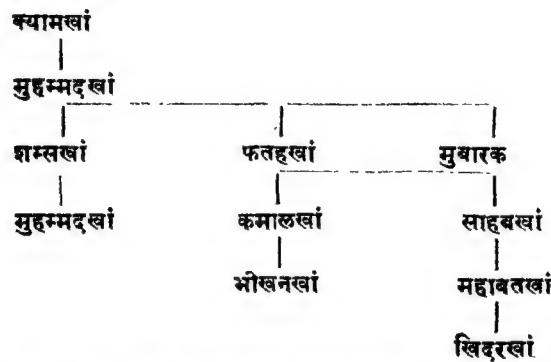 क्यामखां
मुहम्मदखां
शम्सखां फतहखां मुबारक
मुहम्मदखां कमालखां साहबखां
भीखनखां महाबतखां
खिदरखां